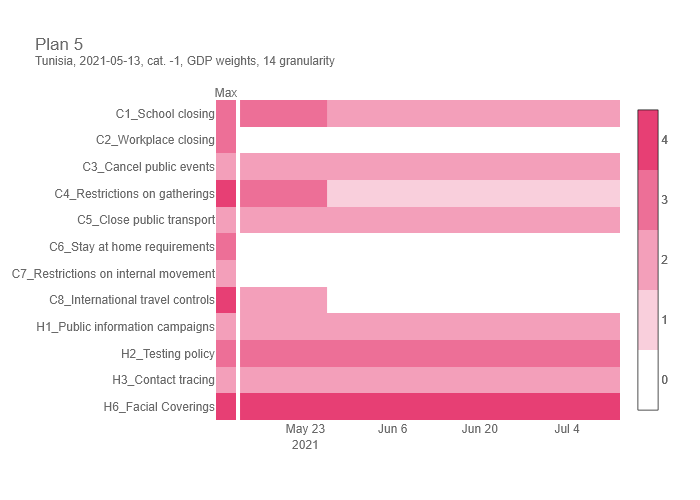 Plan 5
Tunisia, 2021-05-13, cat. -1, GDP weights, 14 granularity
Max
C1_School closing
C2_Workplace closing
C3_Cancel public events
C4_Restrictions on gatherings
C5_Close public transport
C6_Stay at home requirements
C7_Restrictions on internal movement
C8_International travel controls
H1_Public information campaigns
H2_Testing policy
H3_Contact tracing
H6_Facial Coverings
May 23
2021
Jun 6
Jun 20
Jul 4
4
3
2
1
0